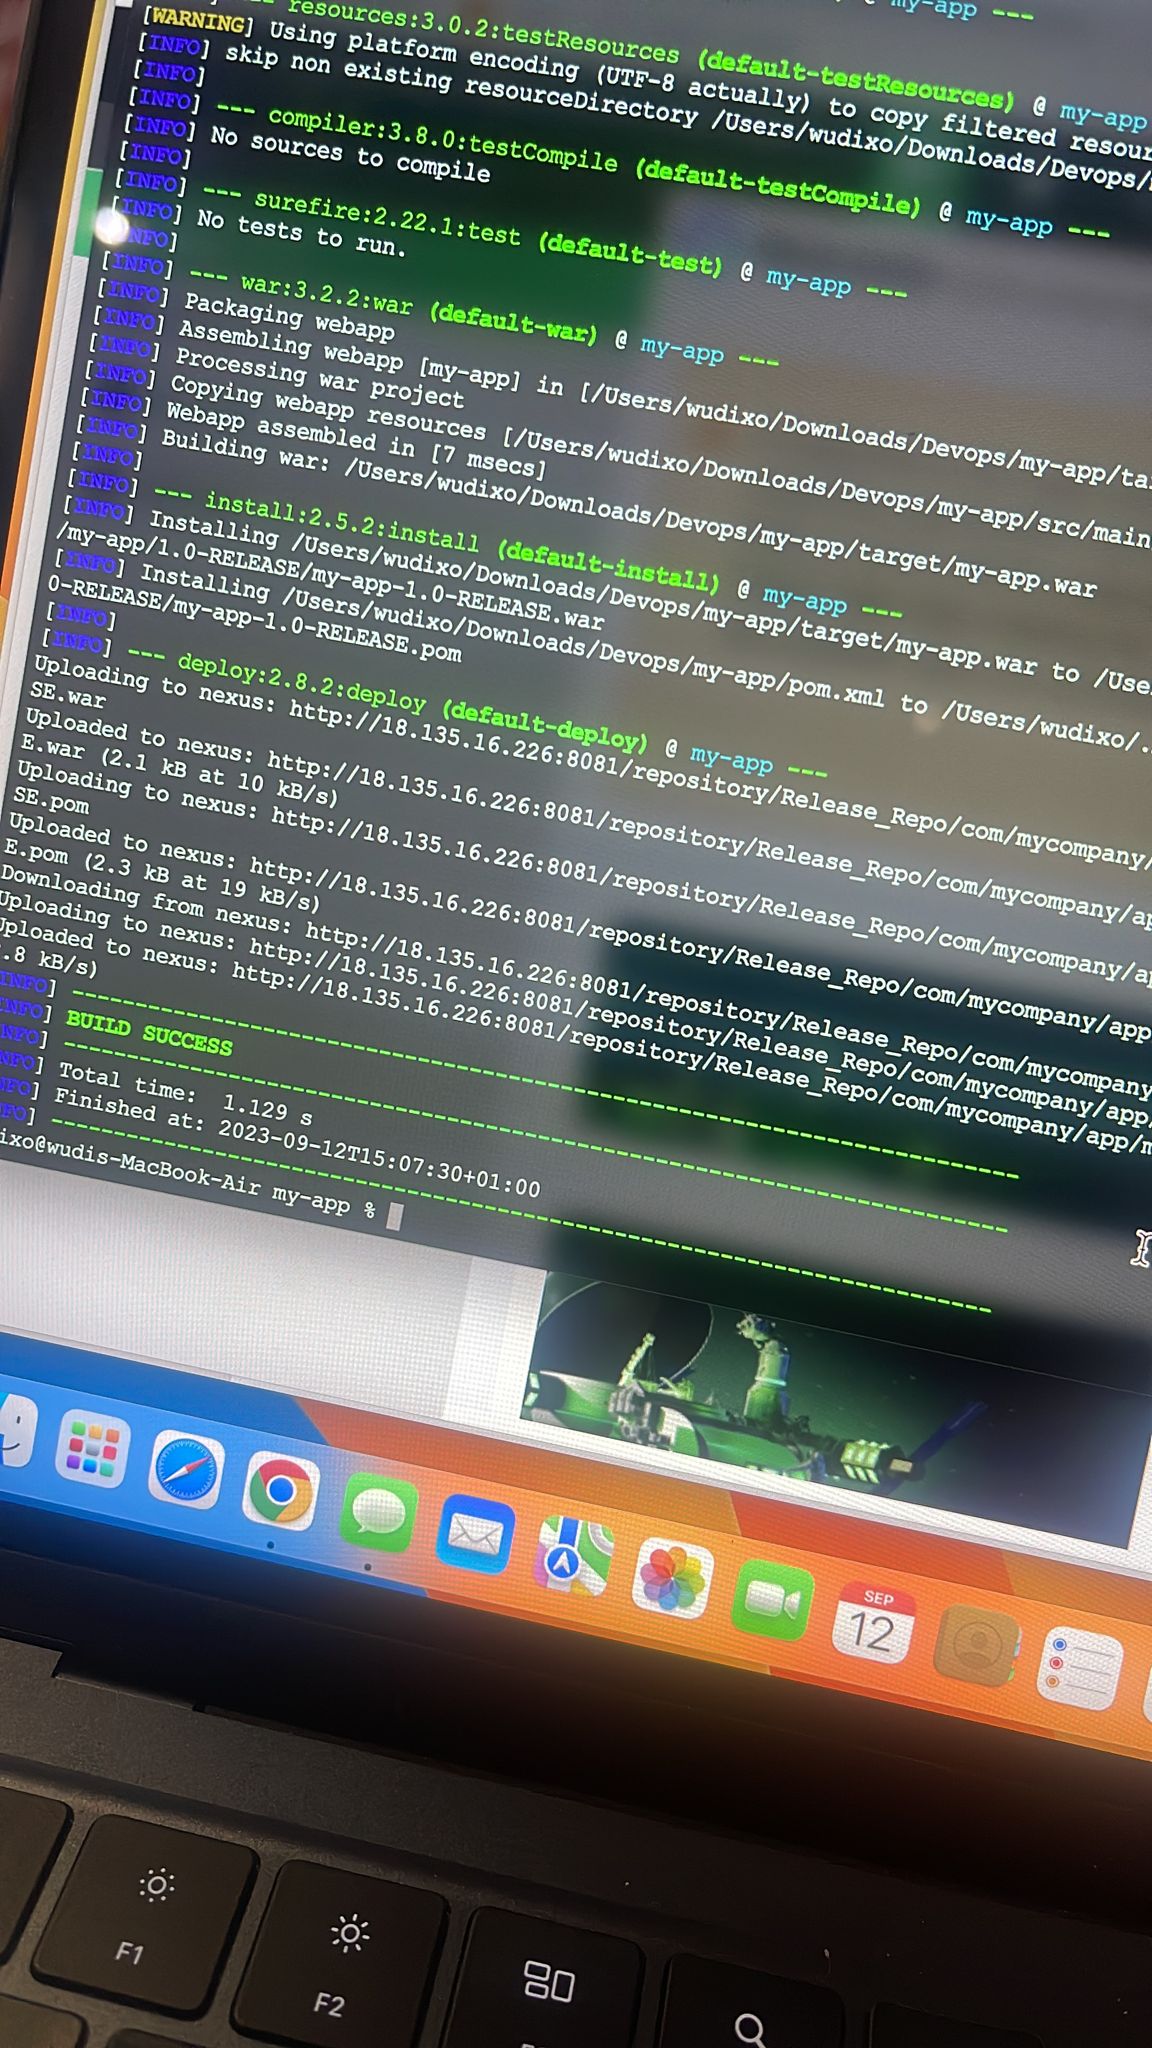 my-app ---
resources:3.0.2:testResources (default-testResources) @ my-app
[WARNING] Using platform encoding (UTF-8 actually) to copy filtered
[INFO] skip non existing resourceDirectory /Users/wudixo/Downloads/Devops/
[INFO]
[INFO] --- compiler:3.8.0:testCompile (default-testCompile) @ my-app ---
[INFO] No sources to compile
[INFO]
[INFO] --- surefire:2.22.1:test (default-test) @ my-app ---
[INFO] No tests to run.
[INFO]
[INFO] --- war:3.2.2:war (default-war) @ my-app ---
[INFO] Packaging webapp
[INFO] Assembling webapp [my-app] in [/Users/wudixo/Downloads/Devops/my-app/
[INFO] Processing war project
[INFO] Copying webapp resources [/Users/wudixo/Downloads/Devops/my-app/src/main
[INFO] Webapp assembled in [7 msecs]
[INFO] Building war: /Users/wudixo/Downloads/Devops/my-app/target/my-app.war
[INFO]
[INFO] --- install:2.5.2:install (default-install) @ my-app ---
[INFO] Installing /Users/wudixo/Downloads/Devops/my-app/target/my-app.war to
/my-app/1.0-RELEASE/my-app-1.0-RELEASE.war
[INFO] Installing /Users/wudixo/Downloads/Devops/my-app/pom.xml to /Users/wudixo/
0-RELEASE/my-app-1.0-RELEASE.pom
[INFO]
[INFO] --- deploy:2.8.2:deploy (default-deploy) @ my-app ---
Uploading to nexus: http://18.135.16.226:8081/repository/Release_Repo/com/mycompany/
SE.war
Uploaded to nexus: http://18.135.16.226:8081/repository/Release_Repo/com/mycompany/
E.war (2.1 kB at 10 kB/s)
Uploading to nexus: http://18.135.16.226:8081/repository/Release_Repo/com/mycompany/
SE.pom
Uploaded to nexus: http://18.135.16.226:8081/repository/Release_Repo/com/mycompany/app
E.pom (2.3 kB at 19 kB/s)
Downloading from nexus: http://18.135.16.226:8081/repository/Release_Repo/com/mycompany
Uploading to nexus: http://18.135.16.226:8081/repository/Release_Repo/com/mycompany/app/
Uploaded to nexus: http://18.135.16.226:8081/repository/Release_Repo/com/mycompany/app/
.8 kB/s)
[INFO] ------------------------------------------------------------------------
[INFO] BUILD SUCCESS
[INFO] ------------------------------------------------------------------------
[INFO] Total time: 1.129 s
[INFO] Finished at: 2023-09-12T15:07:30+01:00
[INFO] ------------------------------------------------------------------------
ixo@wudis-MacBook-Air my-app %
SEP
12
F1
F2